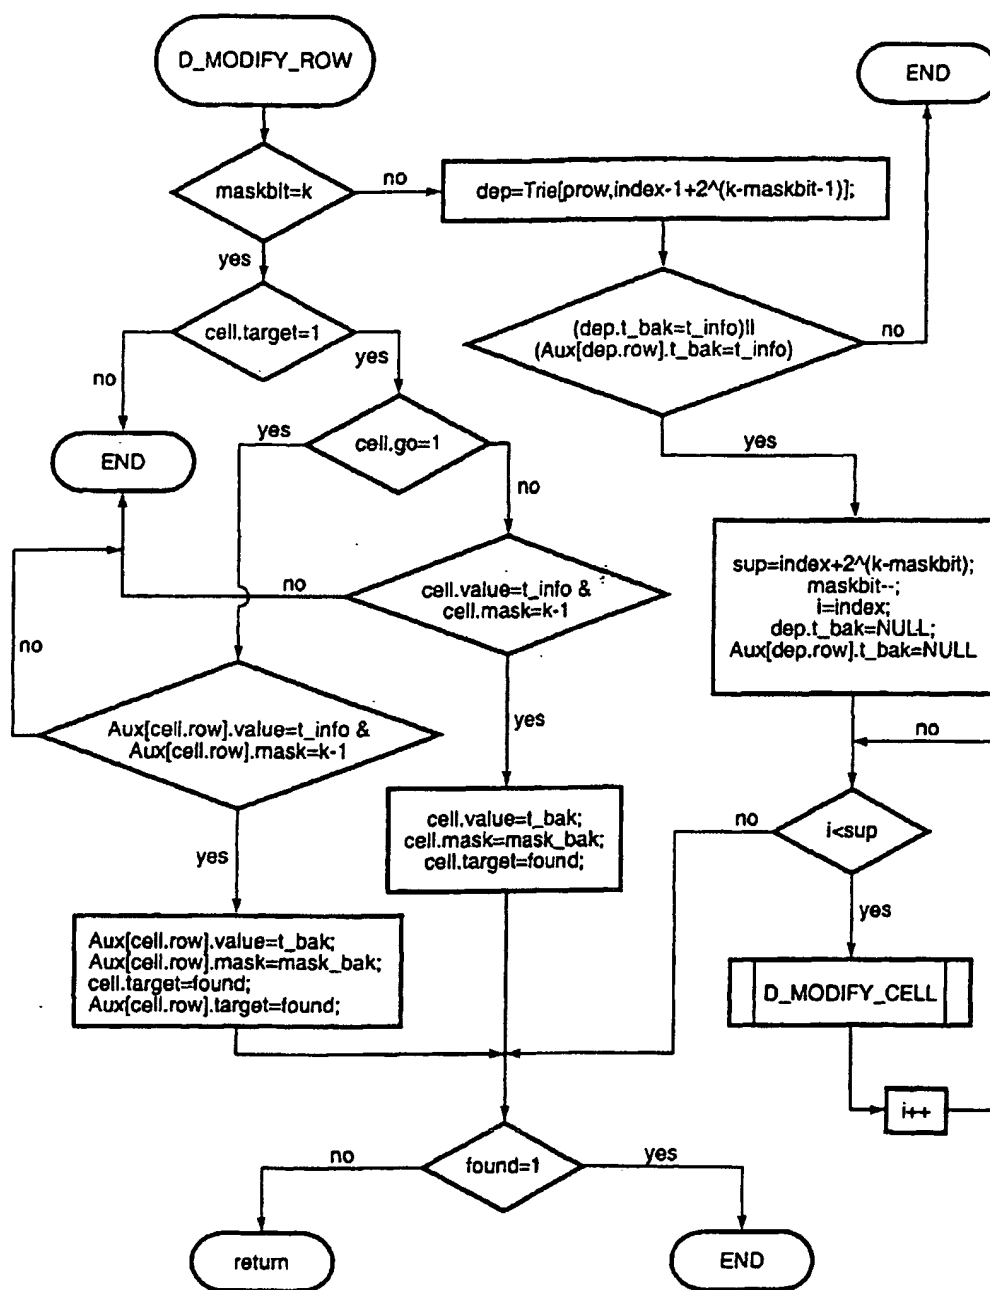 D_MODIFY_ROW
END
maskbit=k
no
dep=Trie[prow,index-1+2^(k-maskbit-1)];
yes
cell.target=1
(dep.t_bak=t_info)||
(Aux[dep.row].t_bak=t_info)
no
yes
no
cell.go=1
yes
yes
END
no
sup=index+2^(k-maskbit);
maskbit--;
i=index;
dep.t_bak=NULL;
Aux[dep.row].t_bak=NULL
cell.value=t_info &
cell.mask=k-1
no
no
Aux[cell.row].value=t_info &
Aux[cell.row].mask=k-1
yes
no
cell.value=t_bak;
cell.mask=mask_bak;
cell.target=found;
no
i<sup
yes
yes
Aux[cell.row].value=t_bak;
Aux[cell.row].mask=mask_bak;
cell.target=found;
Aux[cell.row].target=found;
D_MODIFY_CELL
i++
found=1
no
yes
return
END